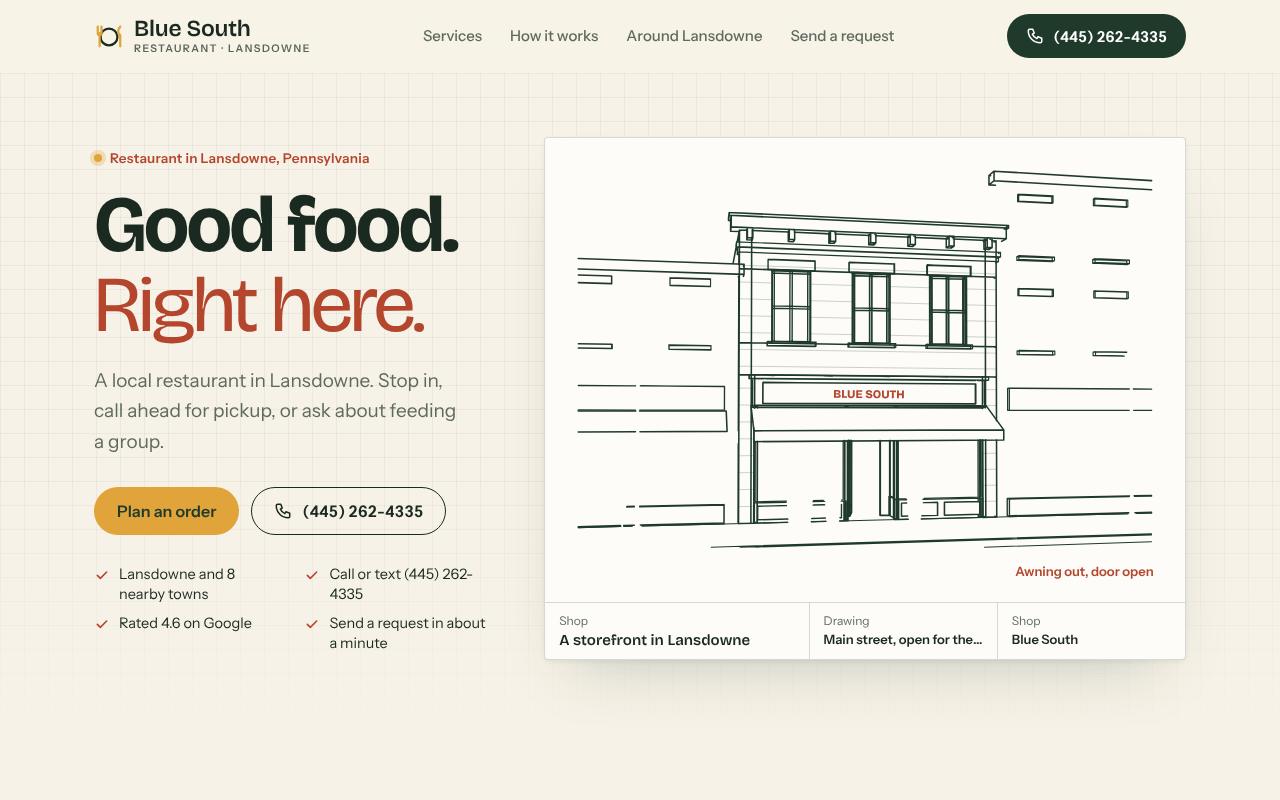 Blue South
RESTAURANT · LANSDOWNE
Services
How it works
Around Lansdowne
Send a request
(445) 262-4335
Restaurant in Lansdowne, Pennsylvania
Good food.
Right here.
A local restaurant in Lansdowne. Stop in,
call ahead for pickup, or ask about feeding
a group.
Plan an order
(445) 262-4335
Lansdowne and 8
nearby towns
Call or text (445) 262-
4335
Rated 4.6 on Google
Send a request in about
a minute
BLUE SOUTH
Awning out, door open
Shop
A storefront in Lansdowne
Drawing
Main street, open for the...
Shop
Blue South